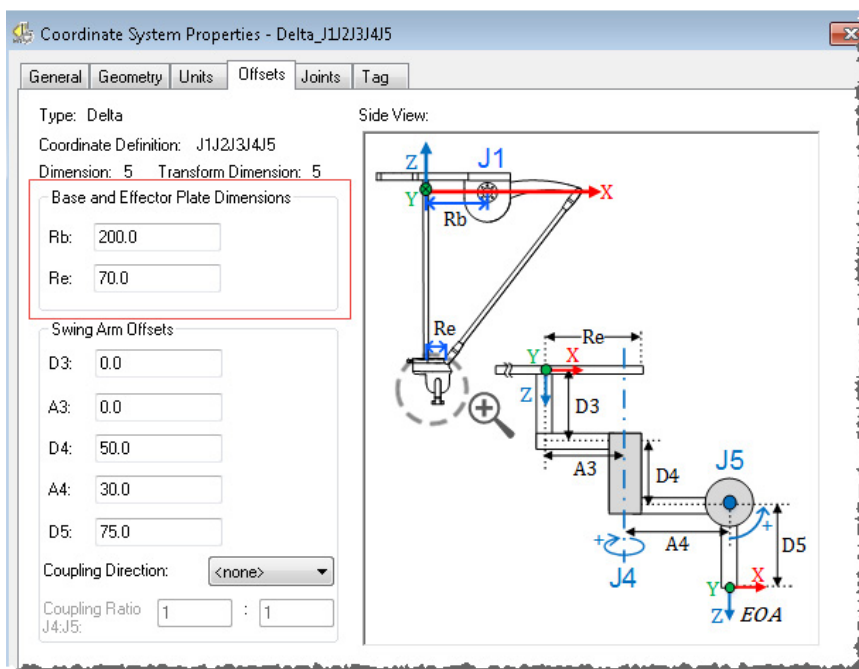 Coordinate System Properties - Delta_J1J2J3J4J5
General Geometry Units Offsets Joints Tag
Type: Delta
Coordinate Definition: J1J2J3J4J5
Dimension: 5 Transform Dimension: 5
Base and Effector Plate Dimensions
Rb: 200.0
Re: 70.0
Swing Arm Offsets
D3: 0.0
A3: 0.0
D4: 50.0
A4: 30.0
D5: 75.0
Coupling Direction: <none>
Coupling Ratio J4:J5: 1 : 1
Side View:
Z J1
Y X
Rb
Re
Re
Y X
Z D3
A3 D4 J5
+ A4 + D5
J4
Y X
Z EOA